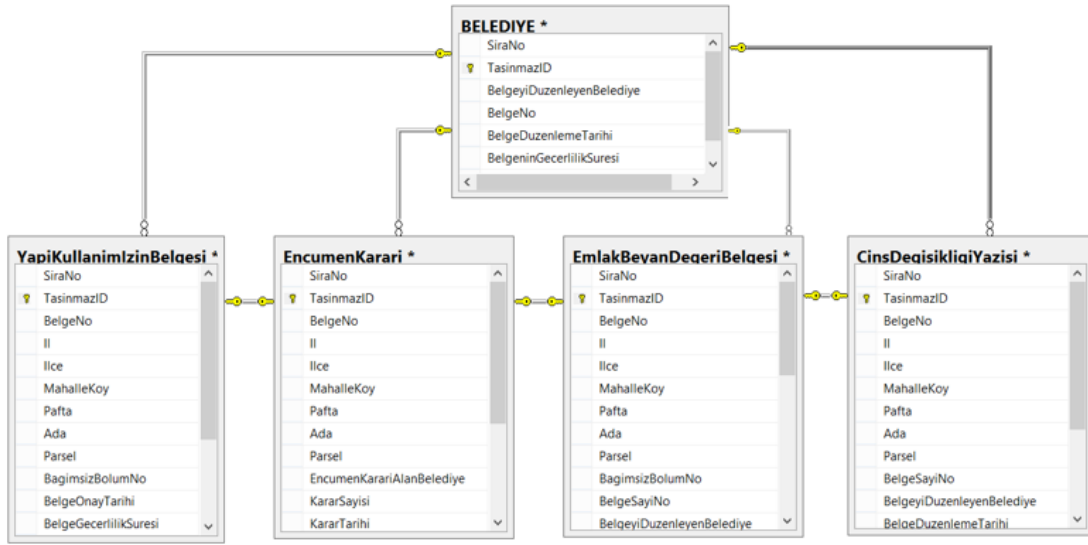 BELEDIYE *
SiraNo
TasinmazID
BelgeyiDuzenleyenBelediye
BelgeNo
BelgeDuzenlemeTarihi
BelgeninGecerlilikSuresi
YapiKullanimIzinBelgesi *
SiraNo
TasinmazID
BelgeNo
Il
Ilce
MahalleKoy
Pafta
Ada
Parsel
BagimsizBolumNo
BelgeOnayTarihi
BelgeGecerlilikSuresi
EncumenKarari *
SiraNo
TasinmazID
BelgeNo
Il
Ilce
MahalleKoy
Pafta
Ada
Parsel
EncumenKarariAlanBelediye
KararSayisi
KararTarihi
EmlakBeyanDegeriBelgesi *
SiraNo
TasinmazID
BelgeNo
Il
Ilce
MahalleKoy
Pafta
Ada
Parsel
BagimsizBolumNo
BelgeSayiNo
BelgeyiDuzenleyenBelediye
CinsDegisikligiYazisi *
SiraNo
TasinmazID
BelgeNo
Il
Ilce
MahalleKoy
Pafta
Ada
Parsel
BelgeSayiNo
BelgeyiDuzenleyenBelediye
BelgeDuzenlemeTarihi